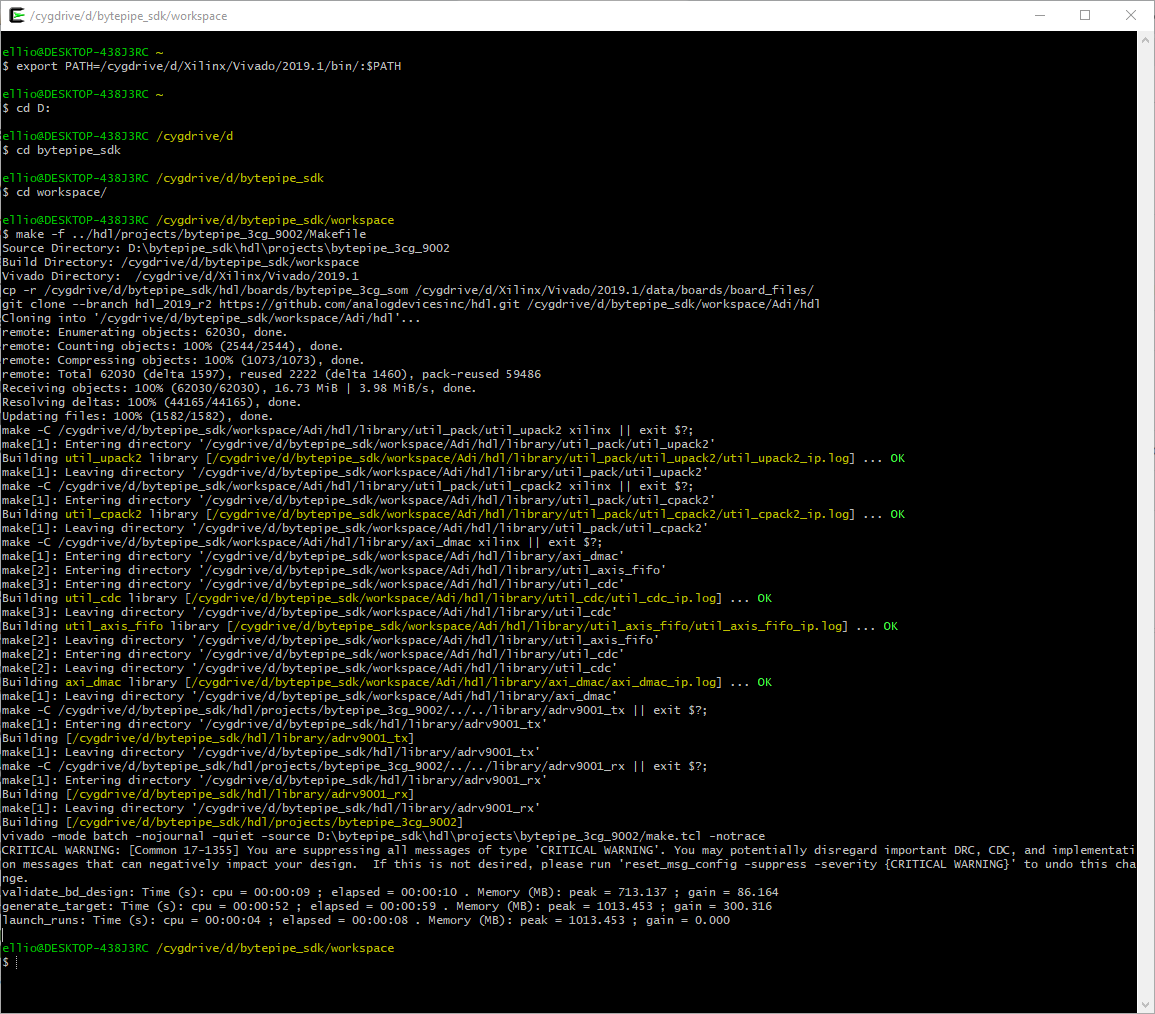 /cygdrive/d/bytepipe_sdk/workspace
ellio@DESKTOP-438J3RC ~
$ export PATH=/cygdrive/d/Xilinx/Vivado/2019.1/bin/:$PATH
ellio@DESKTOP-438J3RC ~
$ cd D:
ellio@DESKTOP-438J3RC /cygdrive/d
$ cd bytepipe_sdk
ellio@DESKTOP-438J3RC /cygdrive/d/bytepipe_sdk
$ cd workspace/
ellio@DESKTOP-438J3RC /cygdrive/d/bytepipe_sdk/workspace
$ make -f ../hdl/projects/bytepipe_3cg_9002/Makefile
Source Directory: D:\bytepipe_sdk\hdl\projects\bytepipe_3cg_9002
Build Directory: /cygdrive/d/bytepipe_sdk/workspace
Vivado Directory:  /cygdrive/d/Xilinx/Vivado/2019.1
cp -r /cygdrive/d/bytepipe_sdk/hdl/boards/bytepipe_3cg_som /cygdrive/d/Xilinx/Vivado/2019.1/data/boards/board_files/
git clone --branch hdl_2019_r2 https://github.com/analogdevicesinc/hdl.git /cygdrive/d/bytepipe_sdk/workspace/Adi/hdl
Cloning into '/cygdrive/d/bytepipe_sdk/workspace/Adi/hdl'...
remote: Enumerating objects: 62030, done.
remote: Counting objects: 100% (2544/2544), done.
remote: Compressing objects: 100% (1073/1073), done.
remote: Total 62030 (delta 1597), reused 2222 (delta 1460), pack-reused 59486
Receiving objects: 100% (62030/62030), 16.73 MiB | 3.98 MiB/s, done.
Resolving deltas: 100% (44165/44165), done.
Updating files: 100% (1582/1582), done.
make -C /cygdrive/d/bytepipe_sdk/workspace/Adi/hdl/library/util_pack/util_upack2 xilinx || exit $?;
make[1]: Entering directory '/cygdrive/d/bytepipe_sdk/workspace/Adi/hdl/library/util_pack/util_upack2'
Building util_upack2 library [/cygdrive/d/bytepipe_sdk/workspace/Adi/hdl/library/util_pack/util_upack2/util_upack2_ip.log] ... OK
make[1]: Leaving directory '/cygdrive/d/bytepipe_sdk/workspace/Adi/hdl/library/util_pack/util_upack2'
make -C /cygdrive/d/bytepipe_sdk/workspace/Adi/hdl/library/util_pack/util_cpack2 xilinx || exit $?;
make[1]: Entering directory '/cygdrive/d/bytepipe_sdk/workspace/Adi/hdl/library/util_pack/util_cpack2'
Building util_cpack2 library [/cygdrive/d/bytepipe_sdk/workspace/Adi/hdl/library/util_pack/util_cpack2/util_cpack2_ip.log] ... OK
make[1]: Leaving directory '/cygdrive/d/bytepipe_sdk/workspace/Adi/hdl/library/util_pack/util_cpack2'
make -C /cygdrive/d/bytepipe_sdk/workspace/Adi/hdl/library/axi_dmac xilinx || exit $?;
make[1]: Entering directory '/cygdrive/d/bytepipe_sdk/workspace/Adi/hdl/library/axi_dmac'
make[2]: Entering directory '/cygdrive/d/bytepipe_sdk/workspace/Adi/hdl/library/util_axis_fifo'
make[3]: Entering directory '/cygdrive/d/bytepipe_sdk/workspace/Adi/hdl/library/util_cdc'
Building util_cdc library [/cygdrive/d/bytepipe_sdk/workspace/Adi/hdl/library/util_cdc/util_cdc_ip.log] ... OK
make[3]: Leaving directory '/cygdrive/d/bytepipe_sdk/workspace/Adi/hdl/library/util_cdc'
Building util_axis_fifo library [/cygdrive/d/bytepipe_sdk/workspace/Adi/hdl/library/util_axis_fifo/util_axis_fifo_ip.log] ... OK
make[2]: Leaving directory '/cygdrive/d/bytepipe_sdk/workspace/Adi/hdl/library/util_axis_fifo'
make[2]: Entering directory '/cygdrive/d/bytepipe_sdk/workspace/Adi/hdl/library/util_cdc'
make[2]: Leaving directory '/cygdrive/d/bytepipe_sdk/workspace/Adi/hdl/library/util_cdc'
Building axi_dmac library [/cygdrive/d/bytepipe_sdk/workspace/Adi/hdl/library/axi_dmac/axi_dmac_ip.log] ... OK
make[1]: Leaving directory '/cygdrive/d/bytepipe_sdk/workspace/Adi/hdl/library/axi_dmac'
make -C /cygdrive/d/bytepipe_sdk/hdl/projects/bytepipe_3cg_9002/../../library/adrv9001_tx || exit $?;
make[1]: Entering directory '/cygdrive/d/bytepipe_sdk/hdl/library/adrv9001_tx'
Building [/cygdrive/d/bytepipe_sdk/hdl/library/adrv9001_tx]
make[1]: Leaving directory '/cygdrive/d/bytepipe_sdk/hdl/library/adrv9001_tx'
make -C /cygdrive/d/bytepipe_sdk/hdl/projects/bytepipe_3cg_9002/../../library/adrv9001_rx || exit $?;
make[1]: Entering directory '/cygdrive/d/bytepipe_sdk/hdl/library/adrv9001_rx'
Building [/cygdrive/d/bytepipe_sdk/hdl/library/adrv9001_rx]
make[1]: Leaving directory '/cygdrive/d/bytepipe_sdk/hdl/library/adrv9001_rx'
Building [/cygdrive/d/bytepipe_sdk/hdl/projects/bytepipe_3cg_9002]
vivado -mode batch -nojournal -quiet -source D:\bytepipe_sdk\hdl\projects\bytepipe_3cg_9002/make.tcl -notrace
CRITICAL WARNING: [Common 17-1355] You are suppressing all messages of type 'CRITICAL WARNING'. You may potentially disregard important DRC, CDC, and implementati
on messages that can negatively impact your design.  If this is not desired, please run 'reset_msg_config -suppress -severity {CRITICAL WARNING}' to undo this cha
nge.
validate_bd_design: Time (s): cpu = 00:00:09 ; elapsed = 00:00:10 . Memory (MB): peak = 713.137 ; gain = 86.164
generate_target: Time (s): cpu = 00:00:52 ; elapsed = 00:00:59 . Memory (MB): peak = 1013.453 ; gain = 300.316
launch_runs: Time (s): cpu = 00:00:04 ; elapsed = 00:00:08 . Memory (MB): peak = 1013.453 ; gain = 0.000
ellio@DESKTOP-438J3RC /cygdrive/d/bytepipe_sdk/workspace
$